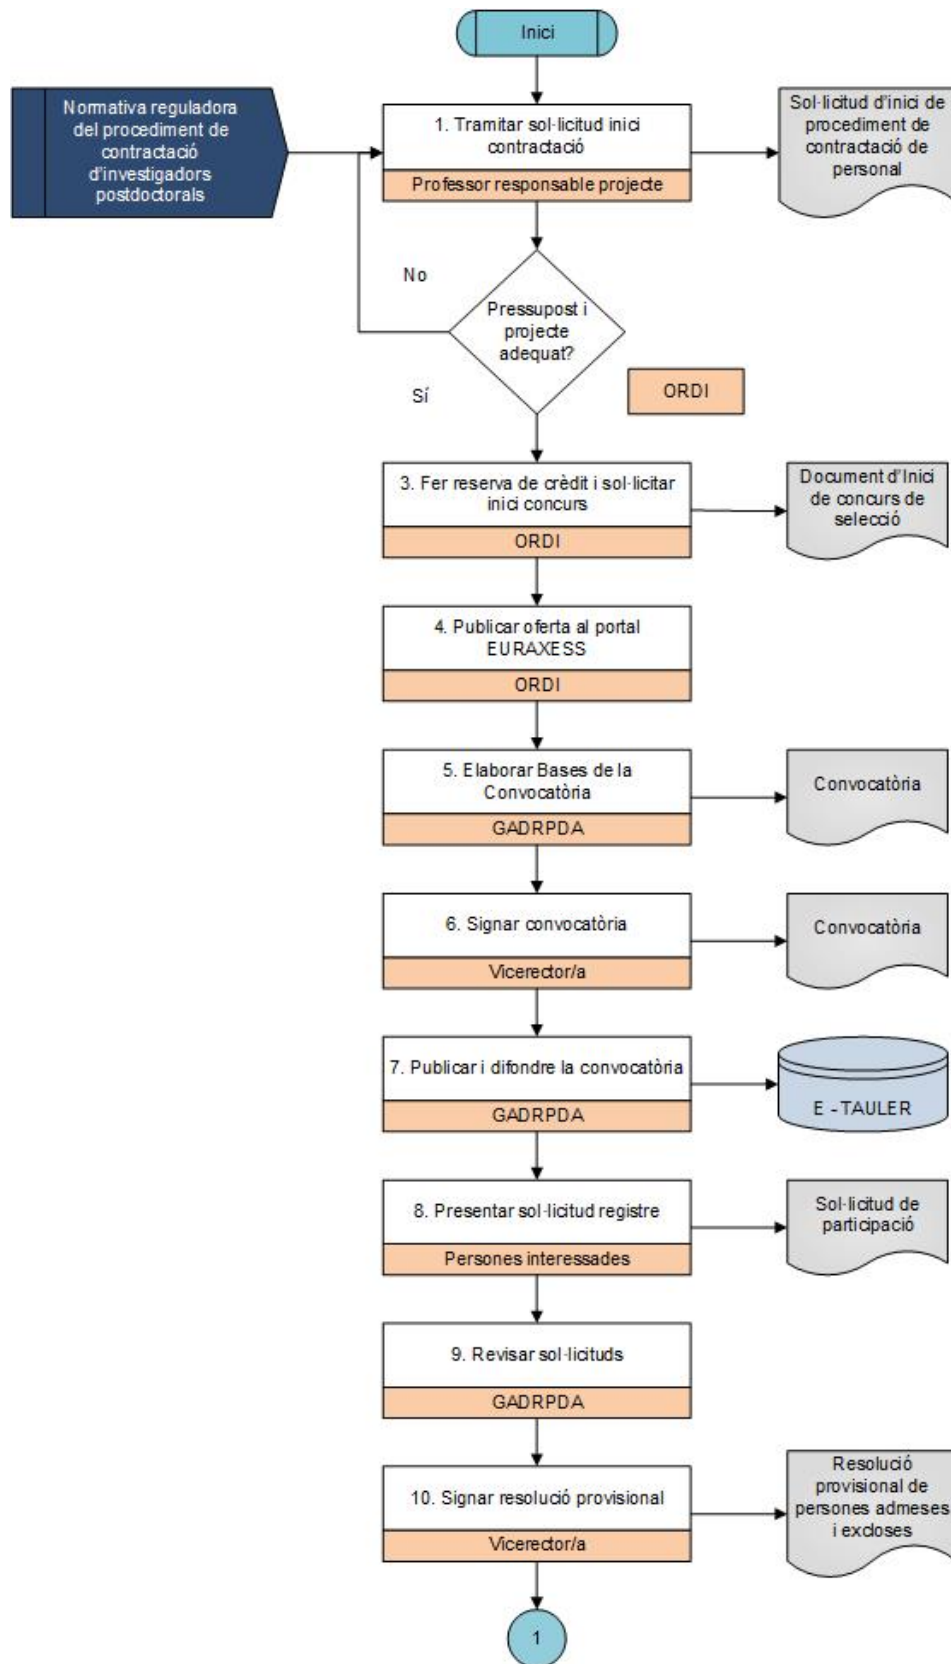 Inici
Normativa reguladora
del procediment de
contractació
d'investigadors
postdoctorals
1. Tramitar sol·licitud inici
contractació
Professor responsable projecte
Sol·licitud d'inici de
procediment de
contractació de
personal
No
Pressupost i
projecte
adequat?
Sí
ORDI
3. Fer reserva de crèdit i sol·licitar
inici concurs
ORDI
Document d'Inici
de concurs de
selecció
4. Publicar oferta al portal
EURAXESS
ORDI
5. Elaborar Bases de la
Convocatòria
GADRPDA
Convocatòria
6. Signar convocatòria
Vicerector/a
Convocatòria
7. Publicar i difondre la convocatòria
GADRPDA
E - TAULER
8. Presentar sol·licitud registre
Persones interessades
Sol·licitud de
participació
9. Revisar sol·licituds
GADRPDA
10. Signar resolució provisional
Vicerector/a
Resolució
provisional de
persones admeses
i excloses
1